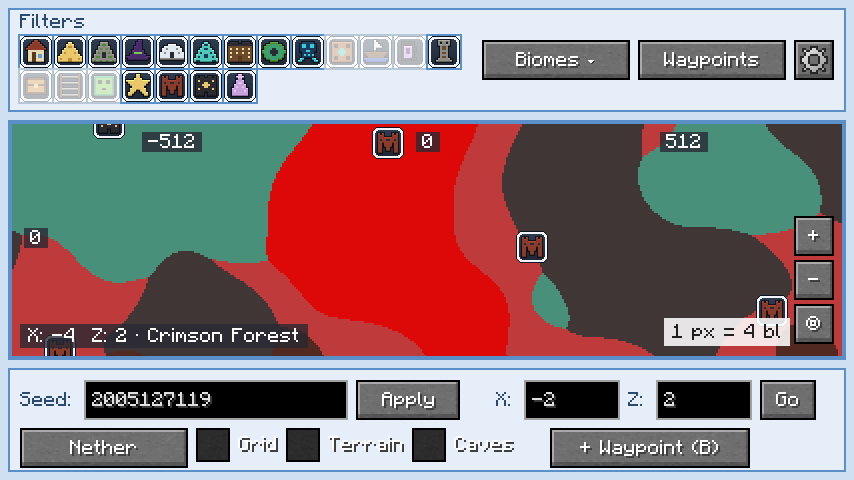 Filters
Biomes
Waypoints
-512
0
512
0
+
-
X: -4 Z: 2 · Crimson Forest
1 px = 4 bl
Seed:
2005127119
Apply
X:
-2
Z:
2
Go
Nether
Grid
Terrain
Caves
+ Waypoint (B)